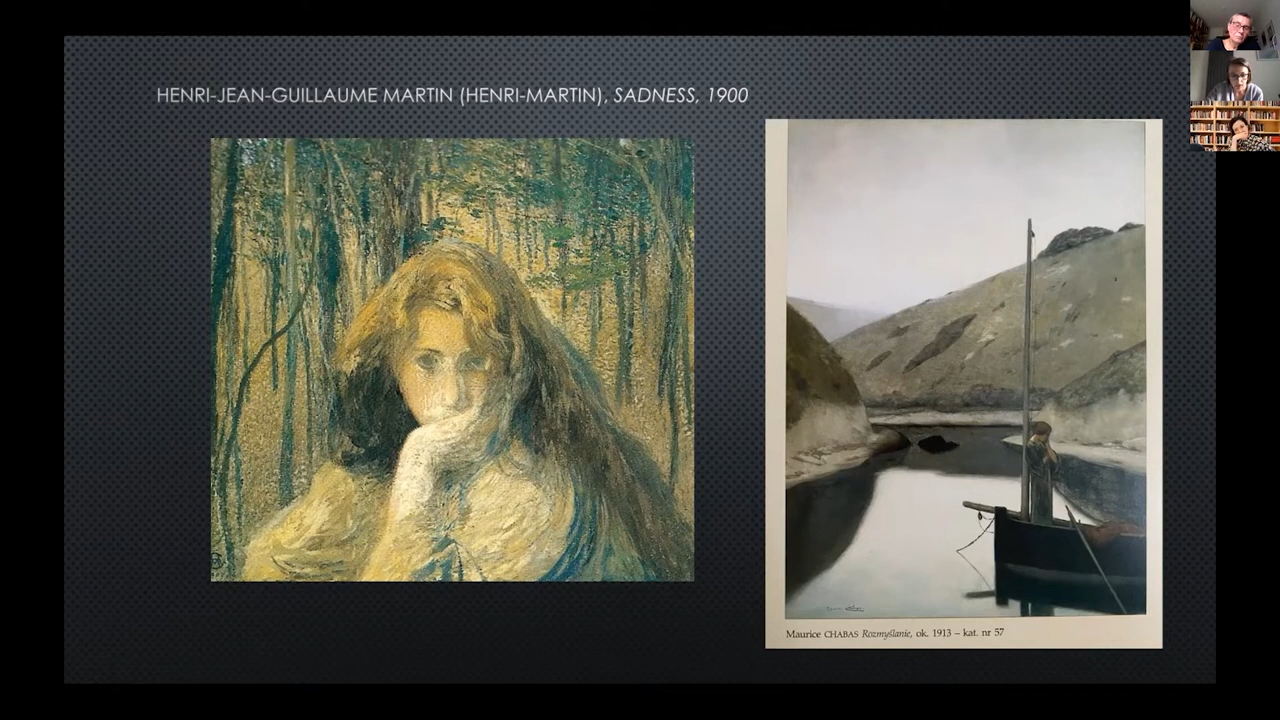 HENRI-JEAN-GUILLAUME MARTIN (HENRI-MARTIN), SADNESS, 1900
Maurice CHABAS Rozmyślanie, ok. 1913 – kat. nr 57